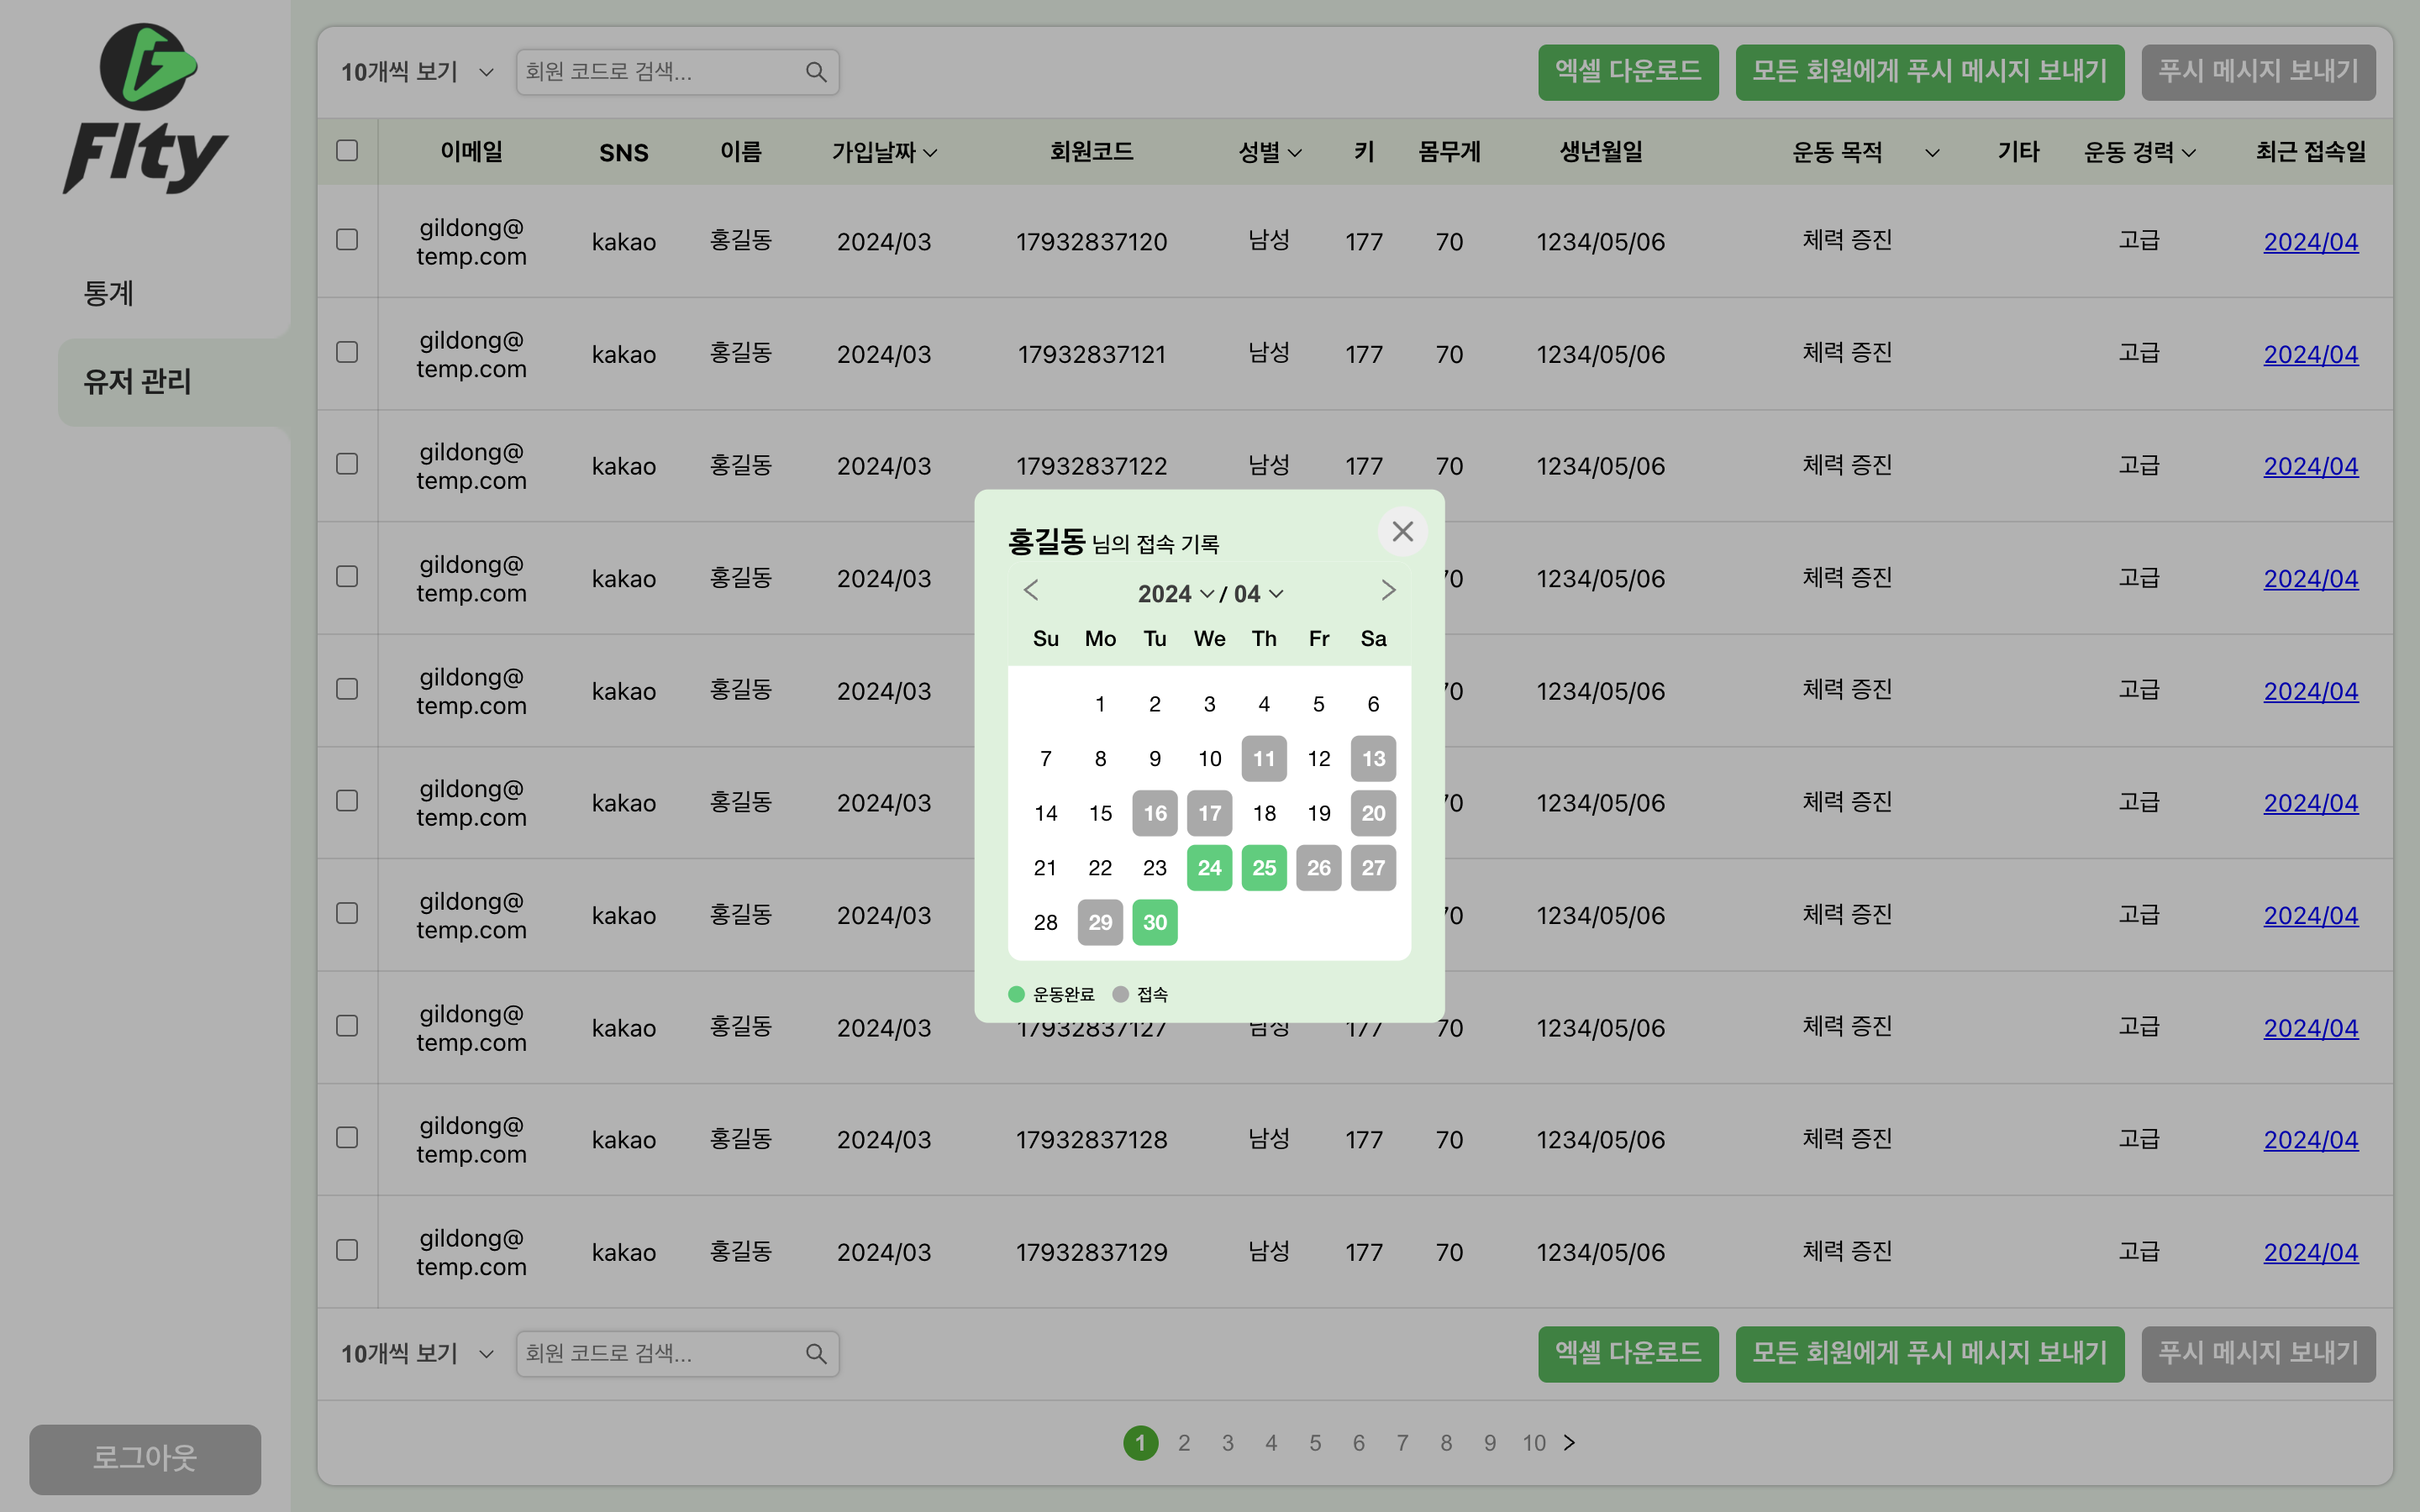 FIty
통계
유저 관리
로그아웃
10개씩 보기 회원 코드로 검색... 엑셀 다운로드 모든 회원에게 푸시 메시지 보내기 푸시 메시지 보내기
이메일 SNS 이름 가입날짜 회원코드 성별 키 몸무게 생년월일 운동 목적 기타 운동 경력 최근 접속일
gildong@
temp.com kakao 홍길동 2024/03 17932837120 남성 177 70 1234/05/06 체력 증진 고급 2024/04
gildong@
temp.com kakao 홍길동 2024/03 17932837121 남성 177 70 1234/05/06 체력 증진 고급 2024/04
gildong@
temp.com kakao 홍길동 2024/03 17932837122 남성 177 70 1234/05/06 체력 증진 고급 2024/04
gildong@
temp.com kakao 홍길동 2024/03 1234/05/06 체력 증진 고급 2024/04
gildong@
temp.com kakao 홍길동 2024/03 1234/05/06 체력 증진 고급 2024/04
gildong@
temp.com kakao 홍길동 2024/03 1234/05/06 체력 증진 고급 2024/04
gildong@
temp.com kakao 홍길동 2024/03 1234/05/06 체력 증진 고급 2024/04
gildong@
temp.com kakao 홍길동 2024/03 17932837127 남성 177 70 1234/05/06 체력 증진 고급 2024/04
gildong@
temp.com kakao 홍길동 2024/03 17932837128 남성 177 70 1234/05/06 체력 증진 고급 2024/04
gildong@
temp.com kakao 홍길동 2024/03 17932837129 남성 177 70 1234/05/06 체력 증진 고급 2024/04
홍길동 님의 접속 기록
2024 / 04
Su Mo Tu We Th Fr Sa
1 2 3 4 5 6
7 8 9 10 11 12 13
14 15 16 17 18 19 20
21 22 23 24 25 26 27
28 29 30
운동완료 접속
10개씩 보기 회원 코드로 검색... 엑셀 다운로드 모든 회원에게 푸시 메시지 보내기 푸시 메시지 보내기
1 2 3 4 5 6 7 8 9 10